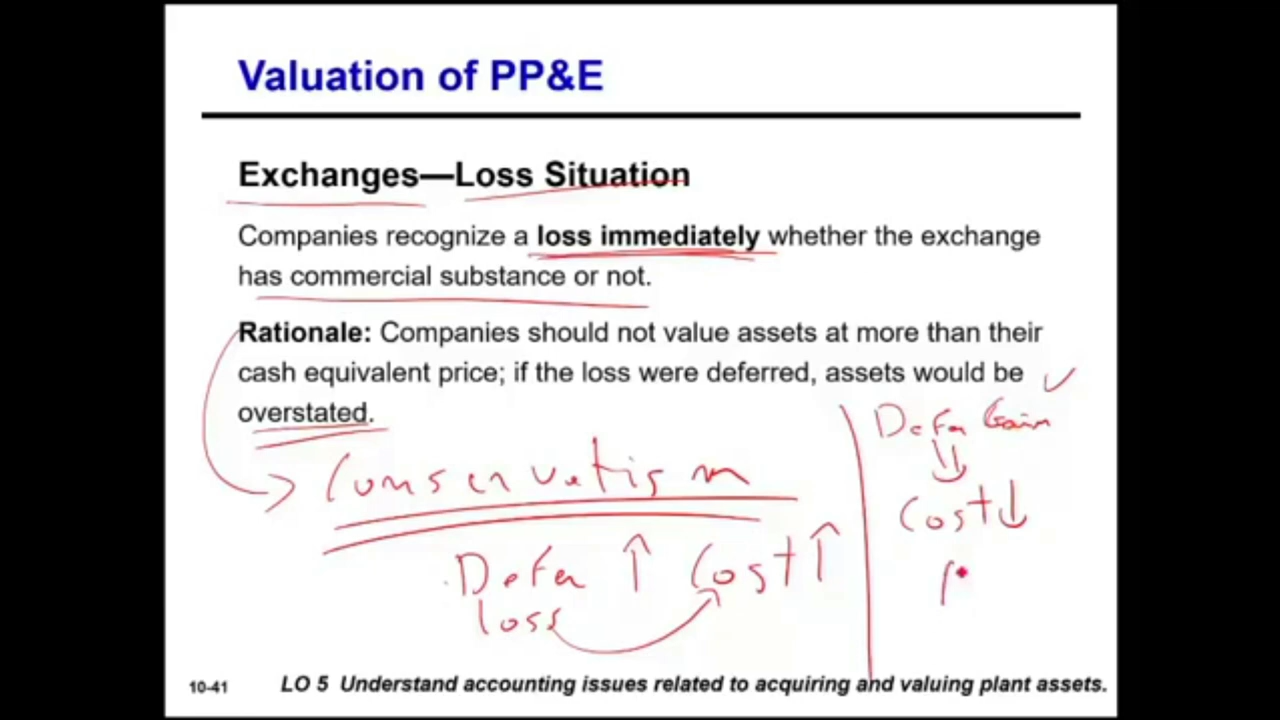 Valuation of PP&E
Exchanges—Loss Situation
Companies recognize a loss immediately whether the exchange
has commercial substance or not.
Rationale: Companies should not value assets at more than their
cash equivalent price; if the loss were deferred, assets would be
overstated.
Defer Gain
Conservatism
Cost↓
Defer ↑ Cost↑
loss
10-41 LO 5 Understand accounting issues related to acquiring and valuing plant assets.